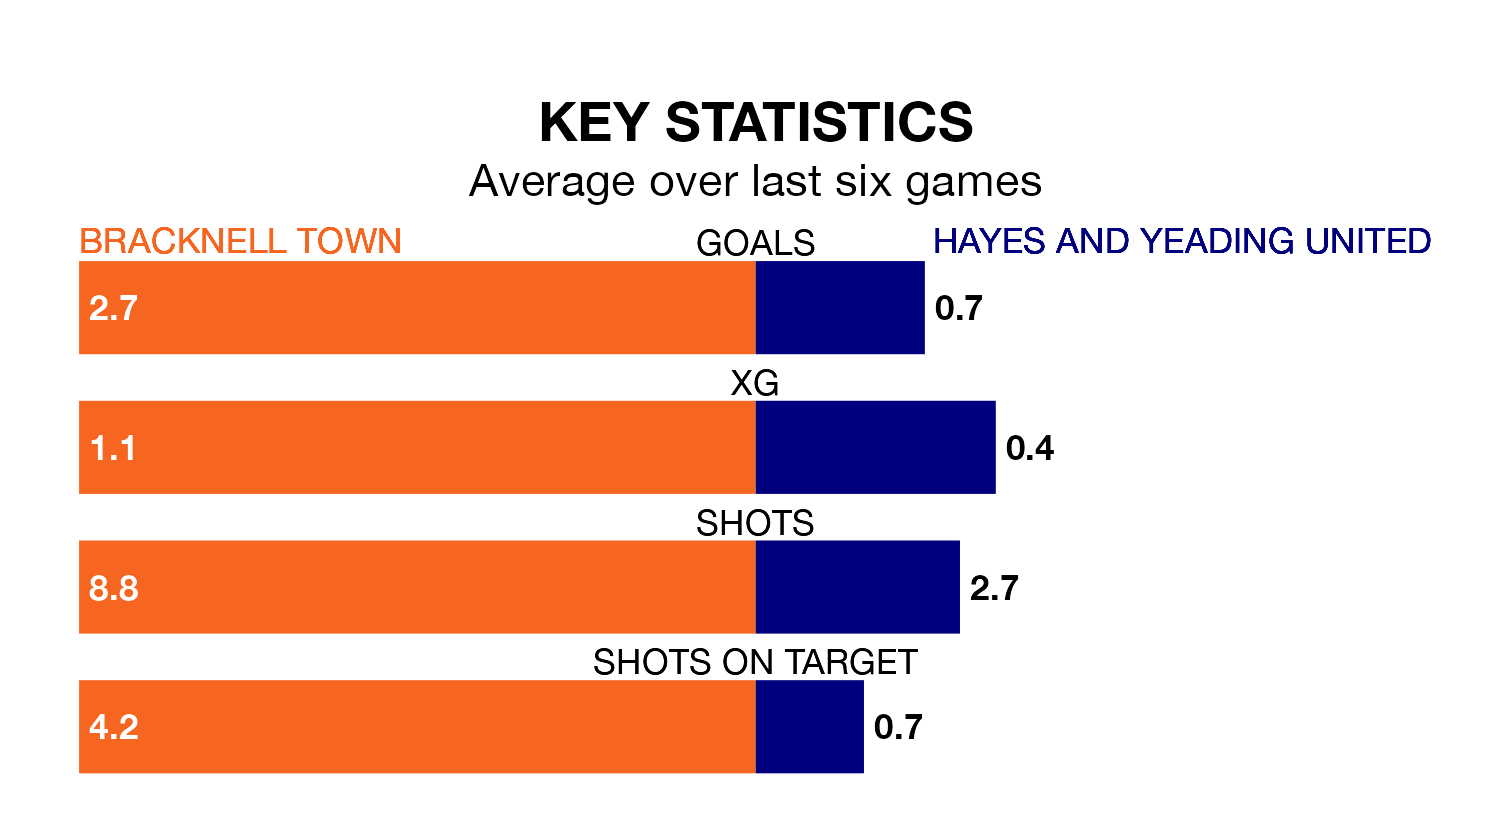 KEY STATISTICS
Average over last six games
BRACKNELL TOWN GOALS HAYES AND YEADING UNITED
2.7 0.7
XG
1.1 0.4
SHOTS
8.8 2.7
SHOTS ON TARGET
4.2 0.7